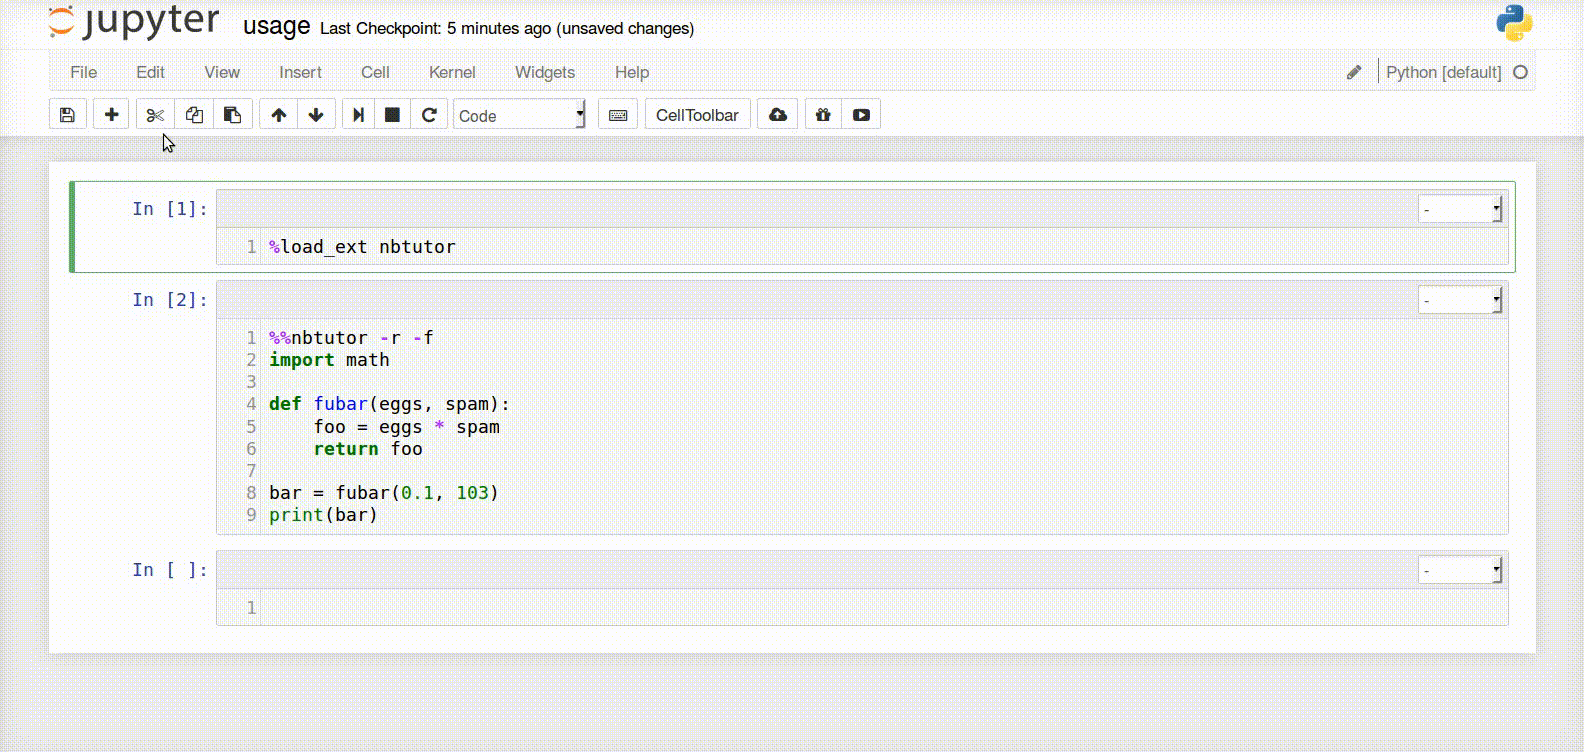 jupyter usage Last Checkpoint: 5 minutes ago (unsaved changes)
File Edit View Insert Cell Kernel Widgets Help Python [default]
Code CellToolbar
In [1]: -
1 %load_ext nbtutor
In [2]: -
1 %%nbtutor -r -f
2 import math
3
4 def fubar(eggs, spam):
5     foo = eggs * spam
6     return foo
7
8 bar = fubar(0.1, 103)
9 print(bar)
In [ ]: -
1